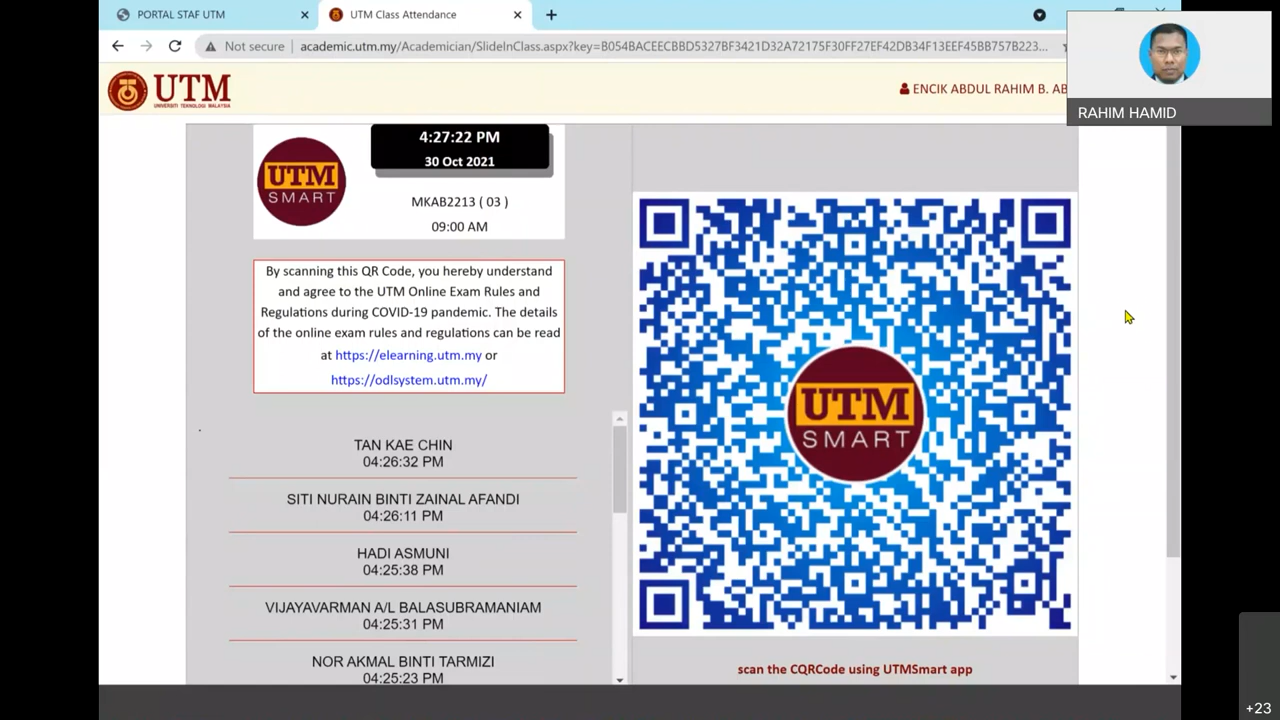 PORTAL STAF UTM
UTM Class Attendance
Not secure
academic.utm.my/Academician/SlideInClass.aspx?key=B054BACEECBBD5327BF3421D32A72175F30FF27EF42DB34F13EEF45BB757B223...
UTM
UNIVERSITI TEKNOLOGI MALAYSIA
ENCIK ABDUL RAHIM B. AB
RAHIM HAMID
UTM
SMART
4:27:22 PM
30 Oct 2021
MKAB2213 ( 03 )
09:00 AM
By scanning this QR Code, you hereby understand
and agree to the UTM Online Exam Rules and
Regulations during COVID-19 pandemic. The details
of the online exam rules and regulations can be read
at https://elearning.utm.my or
https://odlsystem.utm.my/
TAN KAE CHIN
04:26:32 PM
SITI NURAIN BINTI ZAINAL AFANDI
04:26:11 PM
HADI ASMUNI
04:25:38 PM
VIJAYAVARMAN A/L BALASUBRAMANIAM
04:25:31 PM
NOR AKMAL BINTI TARMIZI
04:25:23 PM
UTM
SMART
scan the CQRCode using UTMSmart app
+23